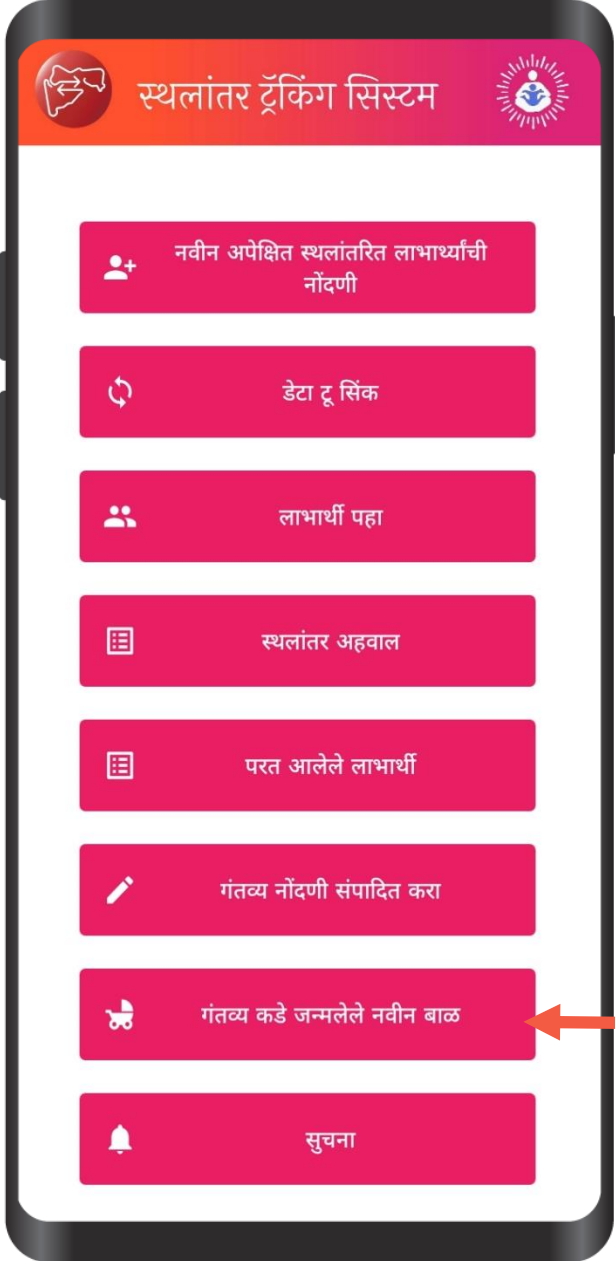 स्थलांतर ट्रॅकिंग सिस्टम
नवीन अपेक्षित स्थलांतरित लाभार्थ्यांची
नोंदणी
डेटा टू सिंक
लाभार्थी पहा
स्थलांतर अहवाल
परत आलेले लाभार्थी
गंतव्य नोंदणी संपादित करा
गंतव्य कडे जन्मलेले नवीन बाळ
सुचना